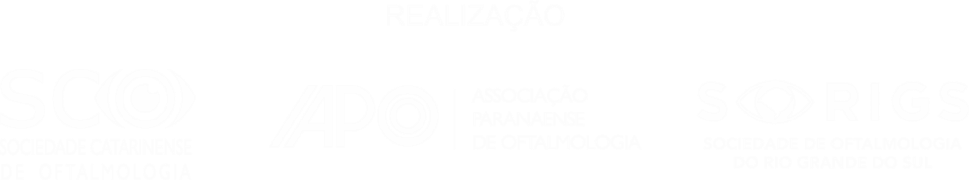 REALIZAÇÃO
SCO
SOCIEDADE CATARINENSE
DE OFTALMOLOGIA
APO
ASSOCIAÇÃO
PARANAENSE
DE OFTALMOLOGIA
SORIGS
SOCIEDADE DE OFTALMOLOGIA
DO RIO GRANDE DO SUL